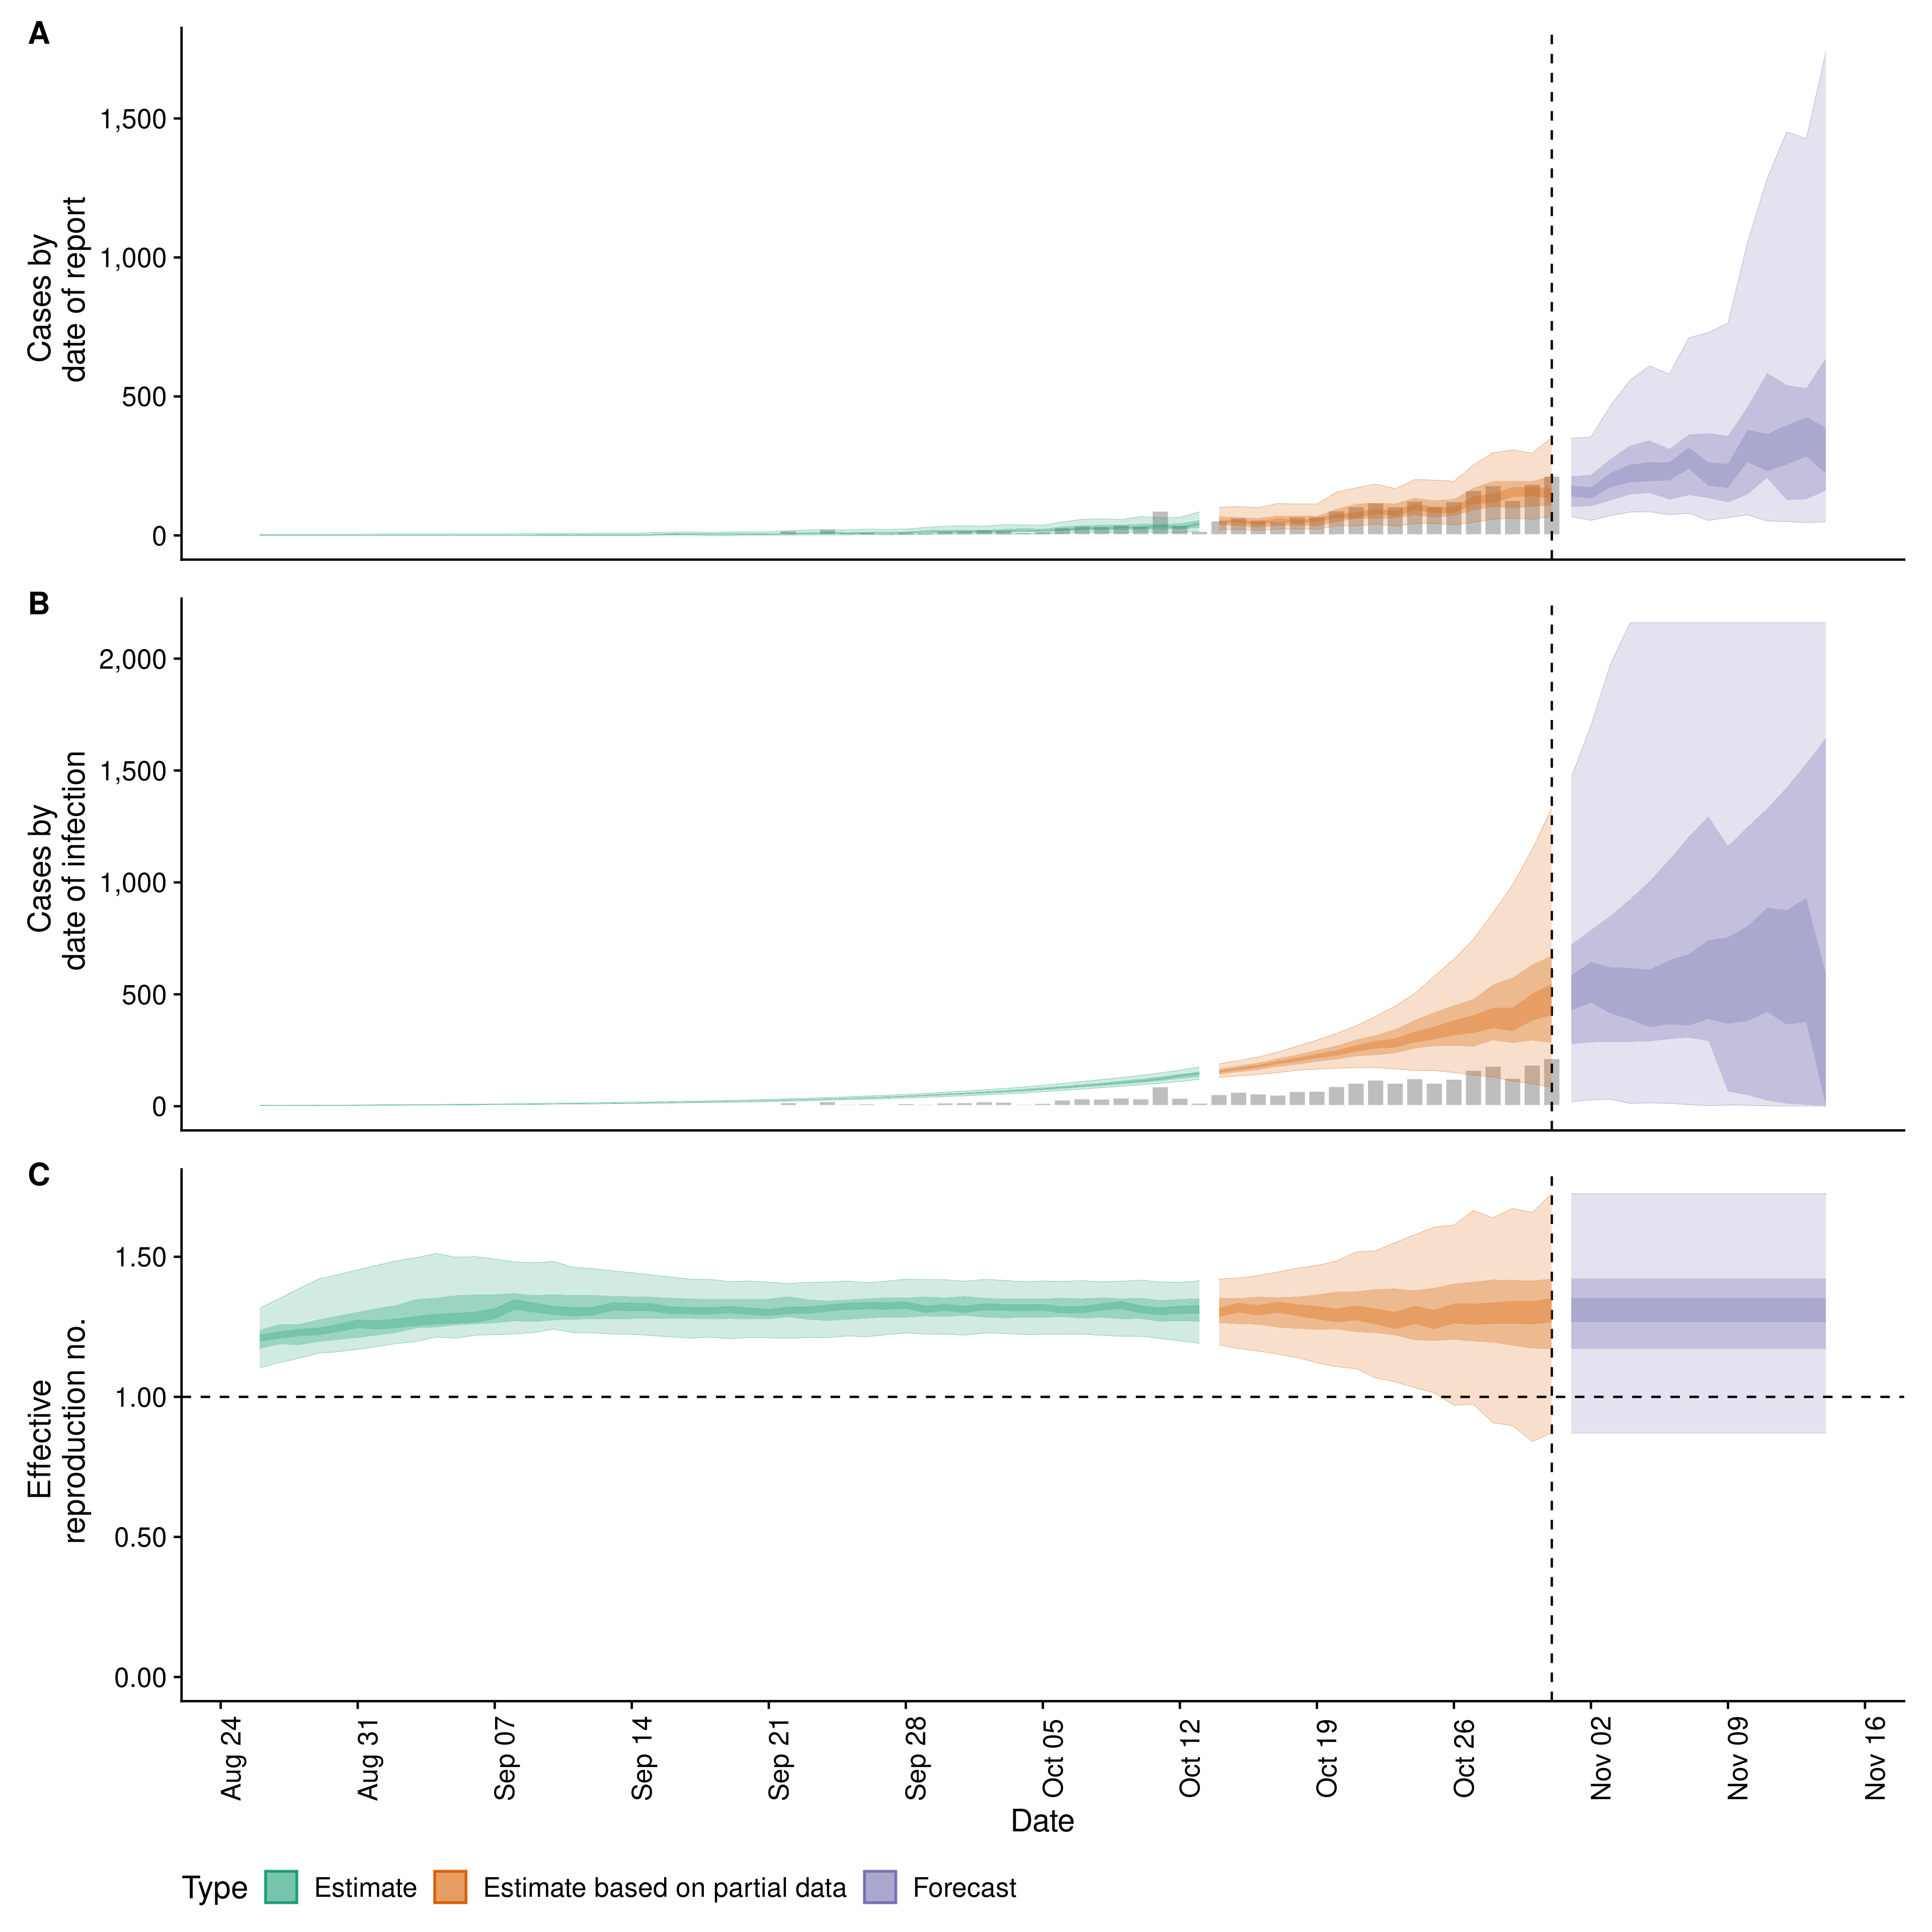 A
Cases by
date of report
1,500
1,000
500
0
B
Cases by
date of infection
2,000
1,500
1,000
500
0
C
Effective
reproduction no.
1.50
1.00
0.50
0.00
Aug 24
Aug 31
Sep 07
Sep 14
Sep 21
Sep 28
Oct 05
Oct 12
Oct 19
Oct 26
Nov 02
Nov 09
Nov 16
Date
Type Estimate Estimate based on partial data Forecast